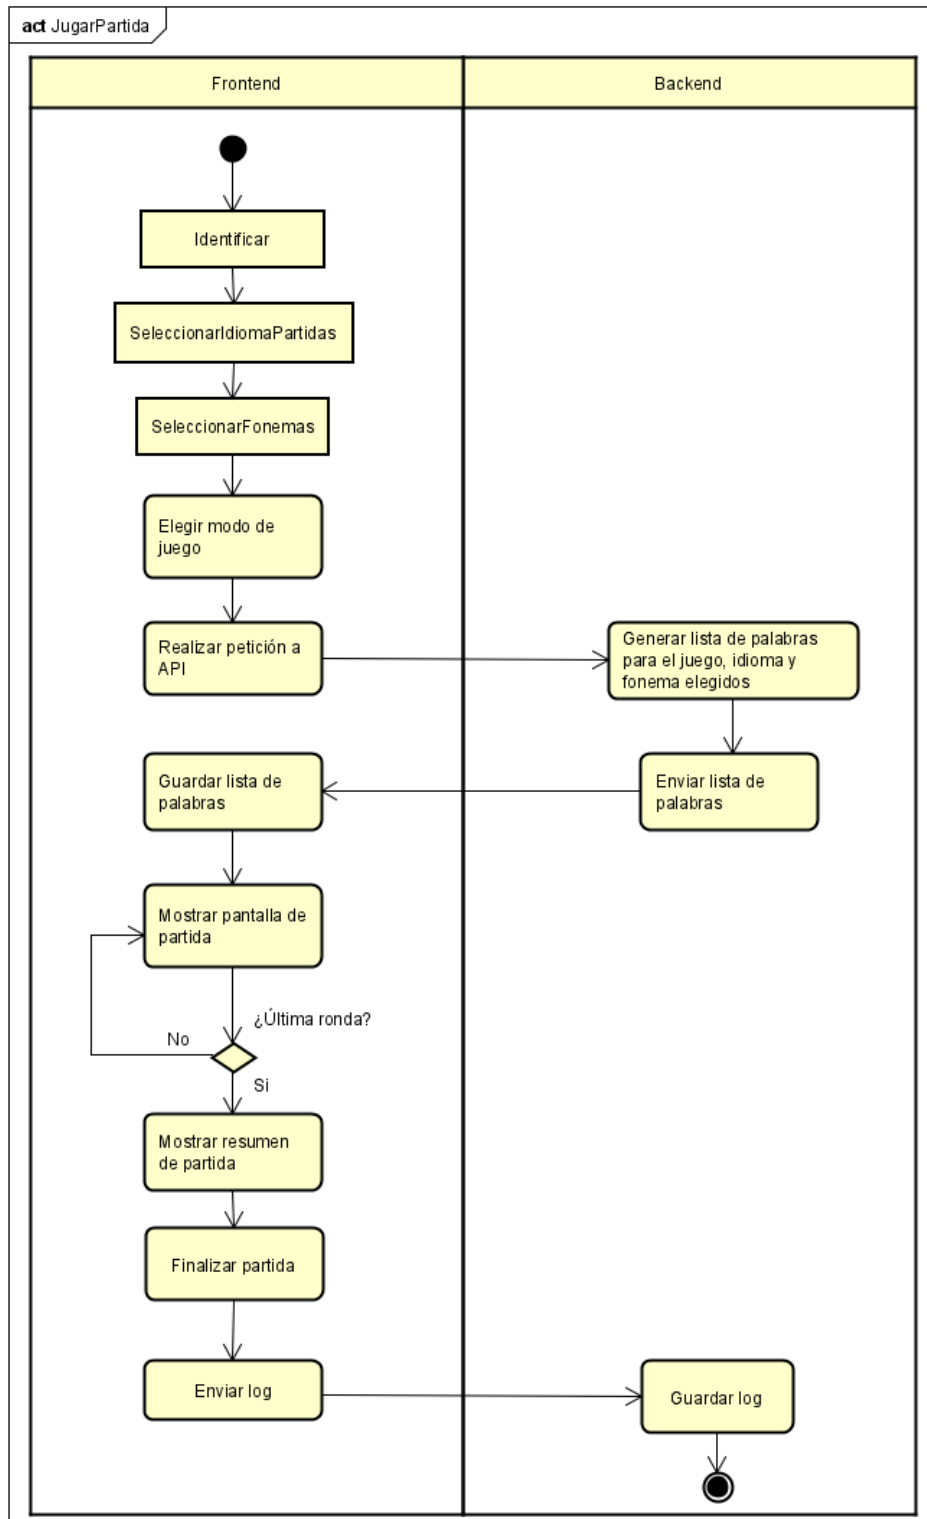 act JugarPartida
Frontend
Backend
Identificar
SeleccionarIdiomaPartidas
SeleccionarFonemas
Elegir modo de
juego
Realizar petición a
API
Generar lista de palabras
para el juego, idioma y
fonema elegidos
Guardar lista de
palabras
Enviar lista de
palabras
Mostrar pantalla de
partida
¿Última ronda?
No
Si
Mostrar resumen
de partida
Finalizar partida
Enviar log
Guardar log